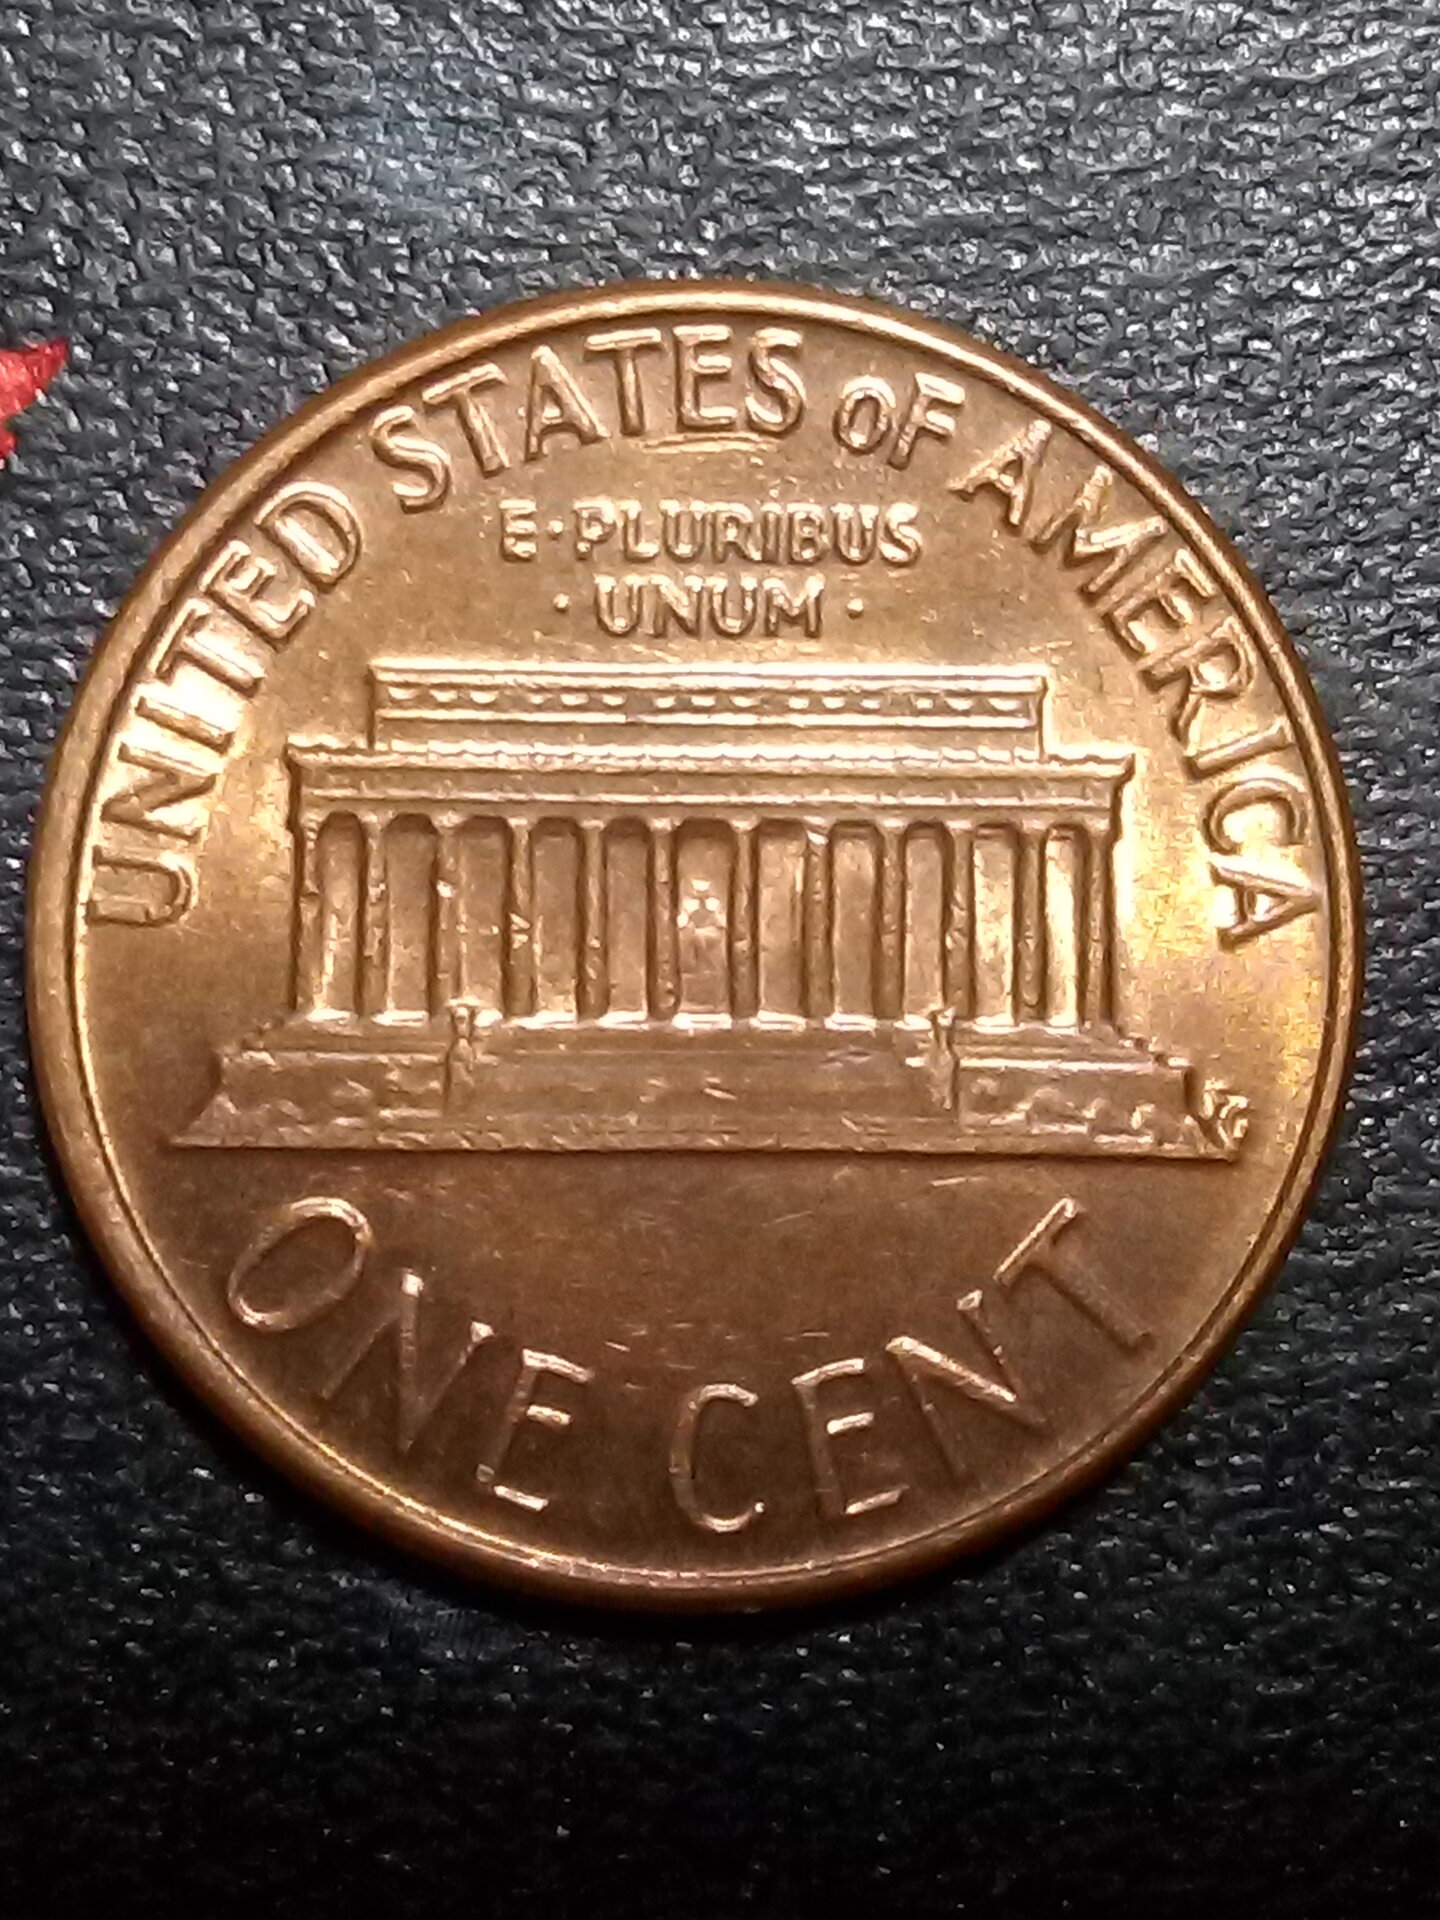 UNITED STATES OF AMERICA
E·PLURIBUS
· UNUM ·
ONE CENT